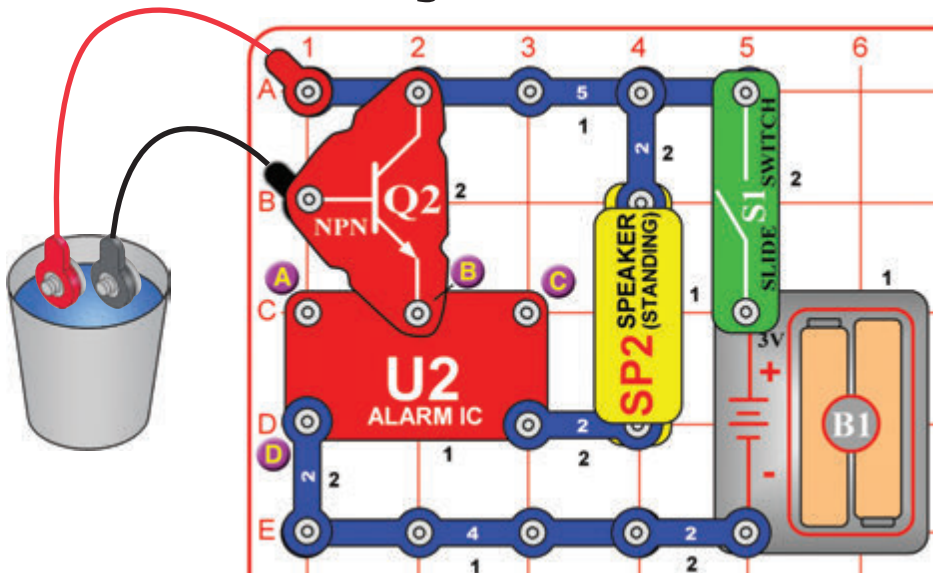 1 2 3 4 5 6
A
5
1
2
2
B
NPN
Q2
2
SPEAKER
(STANDING)
SP2
1
S1
SLIDE SWITCH
2
A
B
C
1
C
U2
ALARM IC
3V
+
-
B1
D
D
2
2
1
2
2
E
4
1
2
2